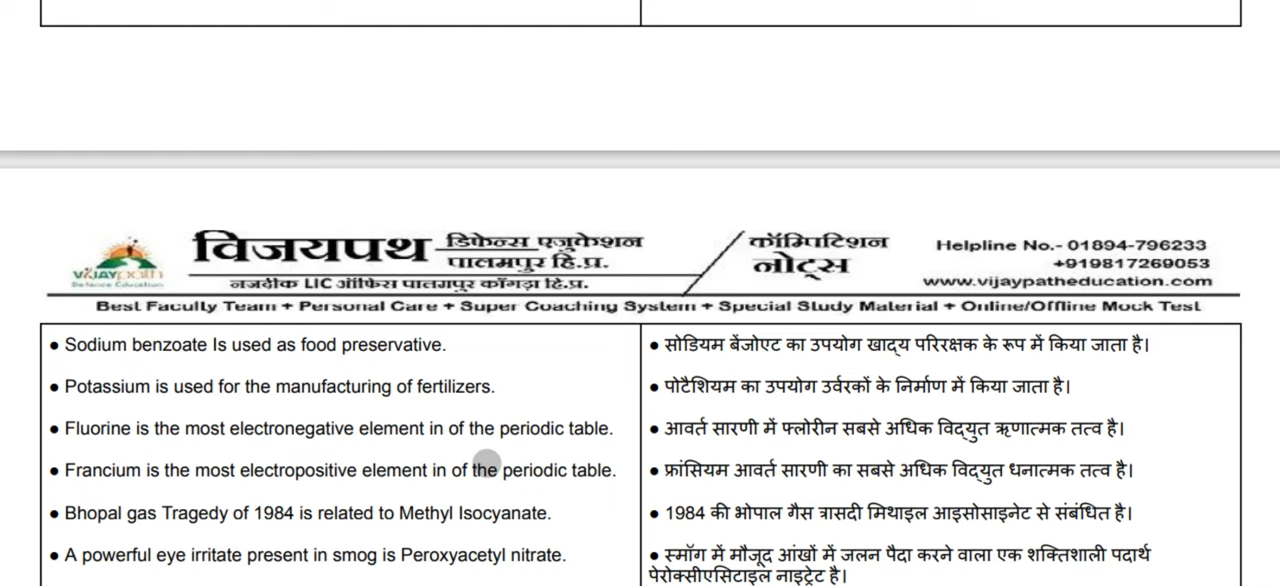 विजयपथ डिफेन्स एजुकेशन
पालमपुर हि.प्र.
नजदीक LIC ऑफिस पालमपुर काँगड़ा हि.प्र.
कॉम्पिटिशन
नोट्स
Helpline No.- 01894-796233
+919817269053
www.vijaypatheducation.com
VIJAYpath
Defence Education
Best Faculty Team + Personal Care + Super Coaching System + Special Study Material + Online/Offline Mock Test
● Sodium benzoate Is used as food preservative.
● सोडियम बेंजोएट का उपयोग खाद्य परिरक्षक के रूप में किया जाता है।
● Potassium is used for the manufacturing of fertilizers.
● पोटैशियम का उपयोग उर्वरकों के निर्माण में किया जाता है।
● Fluorine is the most electronegative element in of the periodic table.
● आवर्त सारणी में फ्लोरीन सबसे अधिक विद्युत ऋणात्मक तत्व है।
● Francium is the most electropositive element in of the periodic table.
● फ्रांसियम आवर्त सारणी का सबसे अधिक विद्युत धनात्मक तत्व है।
● Bhopal gas Tragedy of 1984 is related to Methyl Isocyanate.
● 1984 की भोपाल गैस त्रासदी मिथाइल आइसोसाइनेट से संबंधित है।
● A powerful eye irritate present in smog is Peroxyacetyl nitrate.
● स्मॉग में मौजूद आंखों में जलन पैदा करने वाला एक शक्तिशाली पदार्थ
पेरोक्सीएसिटाइल नाइट्रेट है।